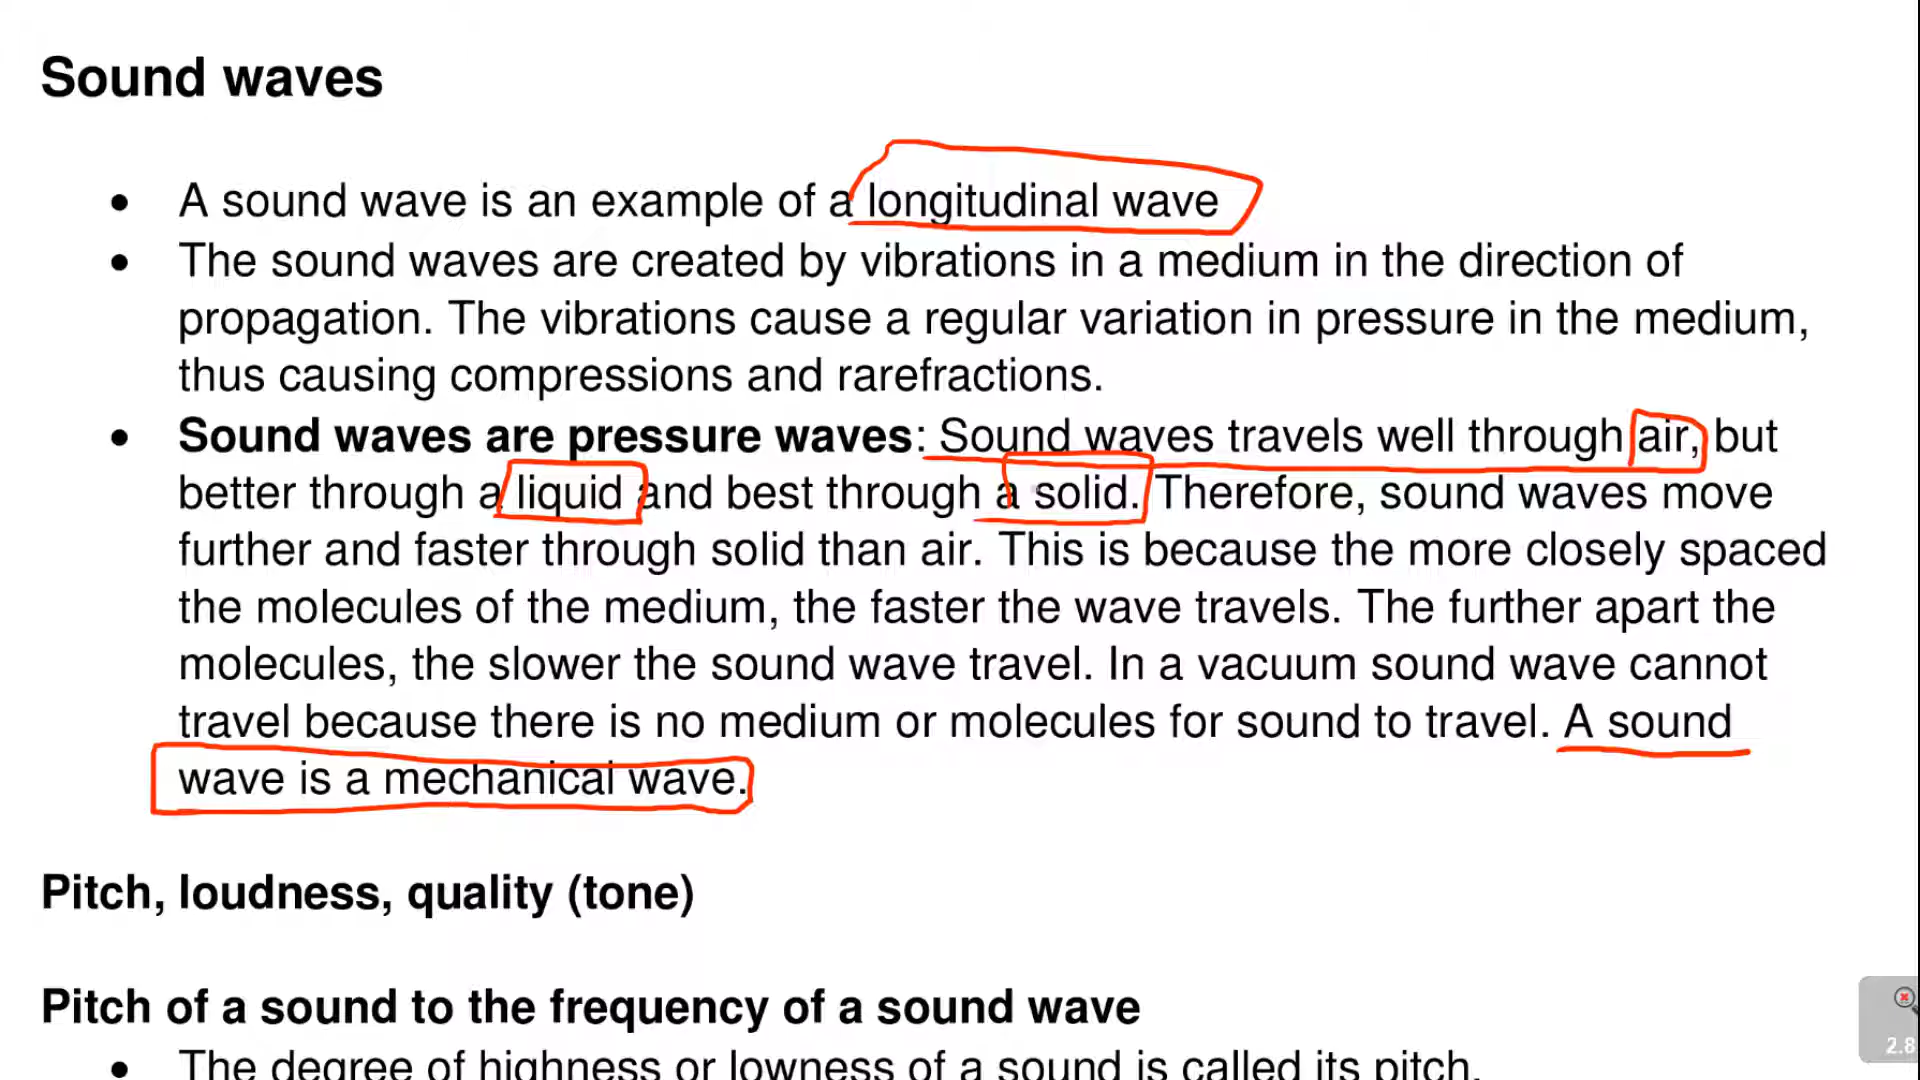 Sound waves
• A sound wave is an example of a longitudinal wave
• The sound waves are created by vibrations in a medium in the direction of
propagation. The vibrations cause a regular variation in pressure in the medium,
thus causing compressions and rarefractions.
• Sound waves are pressure waves: Sound waves travels well through air, but
better through a liquid and best through a solid. Therefore, sound waves move
further and faster through solid than air. This is because the more closely spaced
the molecules of the medium, the faster the wave travels. The further apart the
molecules, the slower the sound wave travel. In a vacuum sound wave cannot
travel because there is no medium or molecules for sound to travel. A sound
wave is a mechanical wave.
Pitch, loudness, quality (tone)
Pitch of a sound to the frequency of a sound wave
• The degree of highness or lowness of a sound is called its pitch.
2.8